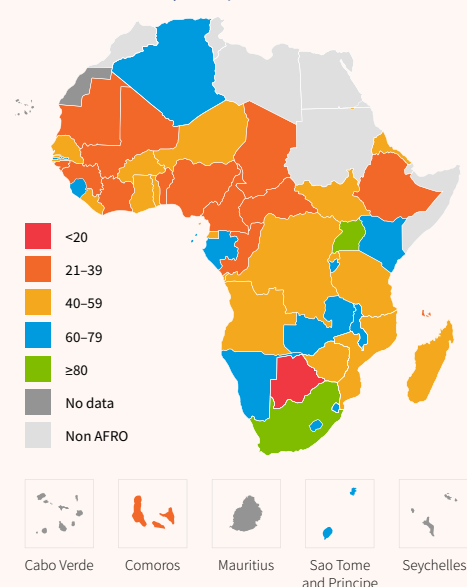 <20
21–39
40–59
60–79
≥80
No data
Non AFRO
Cabo Verde
Comoros
Mauritius
Sao Tome
and Principe
Seychelles